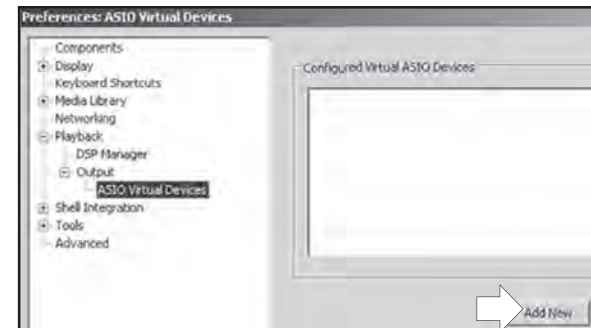 Preferences: ASIO Virtual Devices
Components
Display
Keyboard Shortcuts
Media Library
Networking
Playback
DSP Manager
Output
ASIO Virtual Devices
Shell Integration
Tools
Advanced
Configured Virtual ASIO Devices
Add New